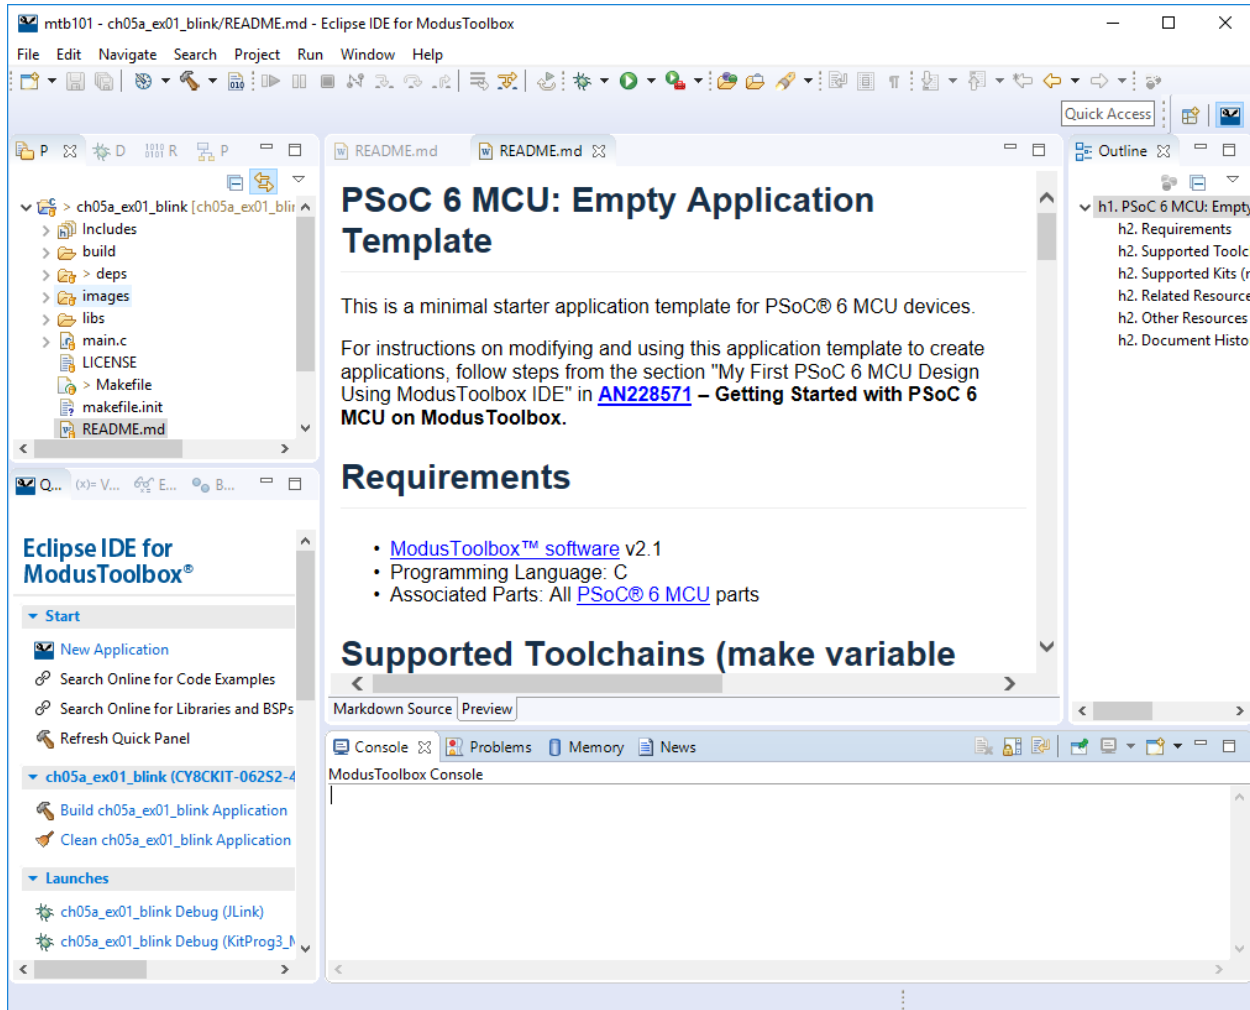 mtb101 - ch05a_ex01_blink/README.md - Eclipse IDE for ModusToolbox
File Edit Navigate Search Project Run Window Help
Quick Access
P D R P
> ch05a_ex01_blink [ch05a_ex01_blin
Includes
build
> deps
images
libs
main.c
LICENSE
> Makefile
makefile.init
README.md
README.md README.md
PSoC 6 MCU: Empty Application
Template
This is a minimal starter application template for PSoC® 6 MCU devices.
For instructions on modifying and using this application template to create
applications, follow steps from the section "My First PSoC 6 MCU Design
Using ModusToolbox IDE" in AN228571 – Getting Started with PSoC 6
MCU on ModusToolbox.
Requirements
• ModusToolbox™ software v2.1
• Programming Language: C
• Associated Parts: All PSoC® 6 MCU parts
Supported Toolchains (make variable
Markdown Source Preview
Outline
h1. PSoC 6 MCU: Empty
h2. Requirements
h2. Supported Toolc
h2. Supported Kits (r
h2. Related Resource
h2. Other Resources
h2. Document Histo
Q... (x)= V... E... B...
Eclipse IDE for
ModusToolbox®
Start
New Application
Search Online for Code Examples
Search Online for Libraries and BSPs
Refresh Quick Panel
ch05a_ex01_blink (CY8CKIT-062S2-4
Build ch05a_ex01_blink Application
Clean ch05a_ex01_blink Application
Launches
ch05a_ex01_blink Debug (JLink)
ch05a_ex01_blink Debug (KitProg3_M
Console Problems Memory News
ModusToolbox Console